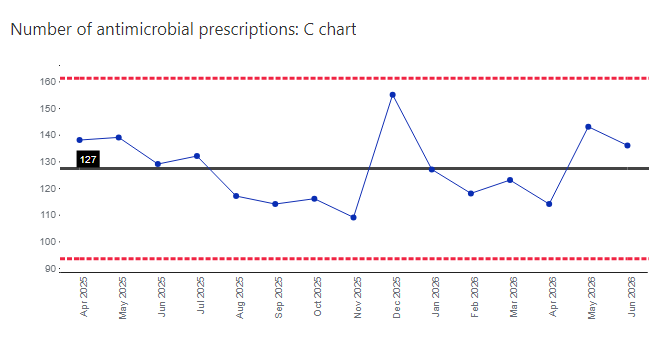 Number of antimicrobial prescriptions: C chart
160
150
140
130
120
110
100
90
127
Apr 2025
May 2025
Jun 2025
Jul 2025
Aug 2025
Sep 2025
Oct 2025
Nov 2025
Dec 2025
Jan 2026
Feb 2026
Mar 2026
Apr 2026
May 2026
Jun 2026